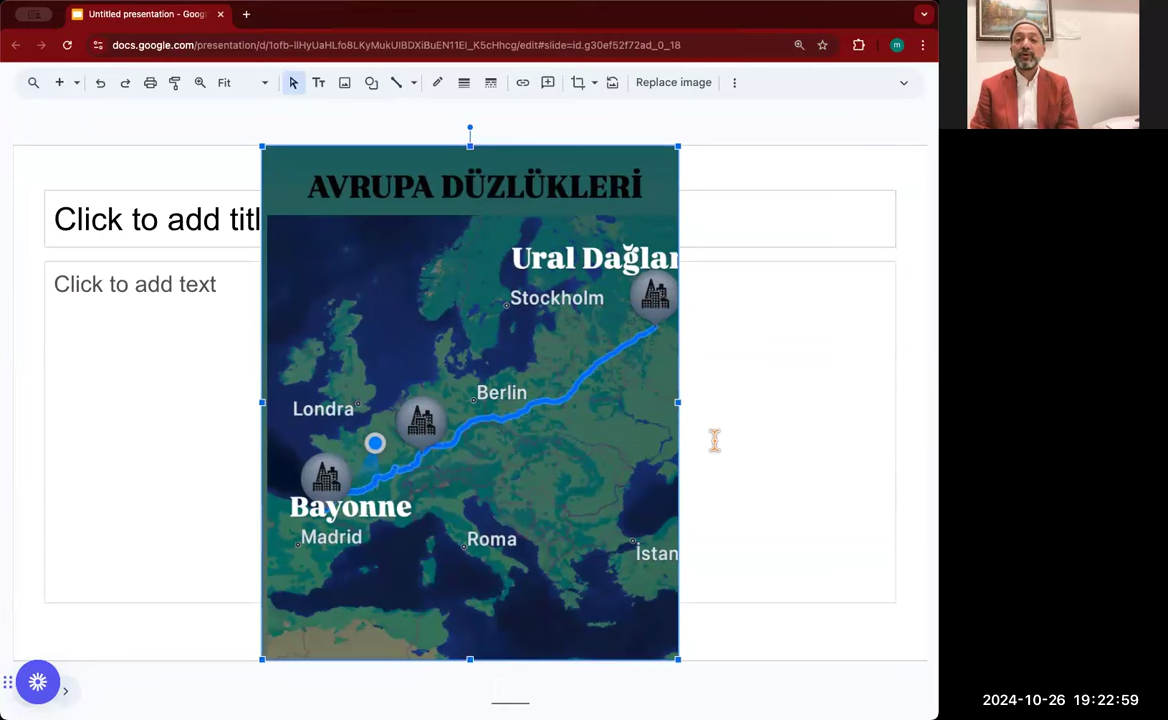 Untitled presentation - Goog
docs.google.com/presentation/d/1ofb-IIHyUaHLfo8LKyMukUIBDXiBuEN11EI_K5cHhcg/edit#slide=id.g30ef52f72ad_0_18
m
Fit
Tт
Replace image
AVRUPA DÜZLÜKLERİ
Click to add titl
Ural Dağlar
Click to add text
Stockholm
Berlin
Londra
Bayonne
Madrid
Roma
İstan
2024-10-26 19:22:59